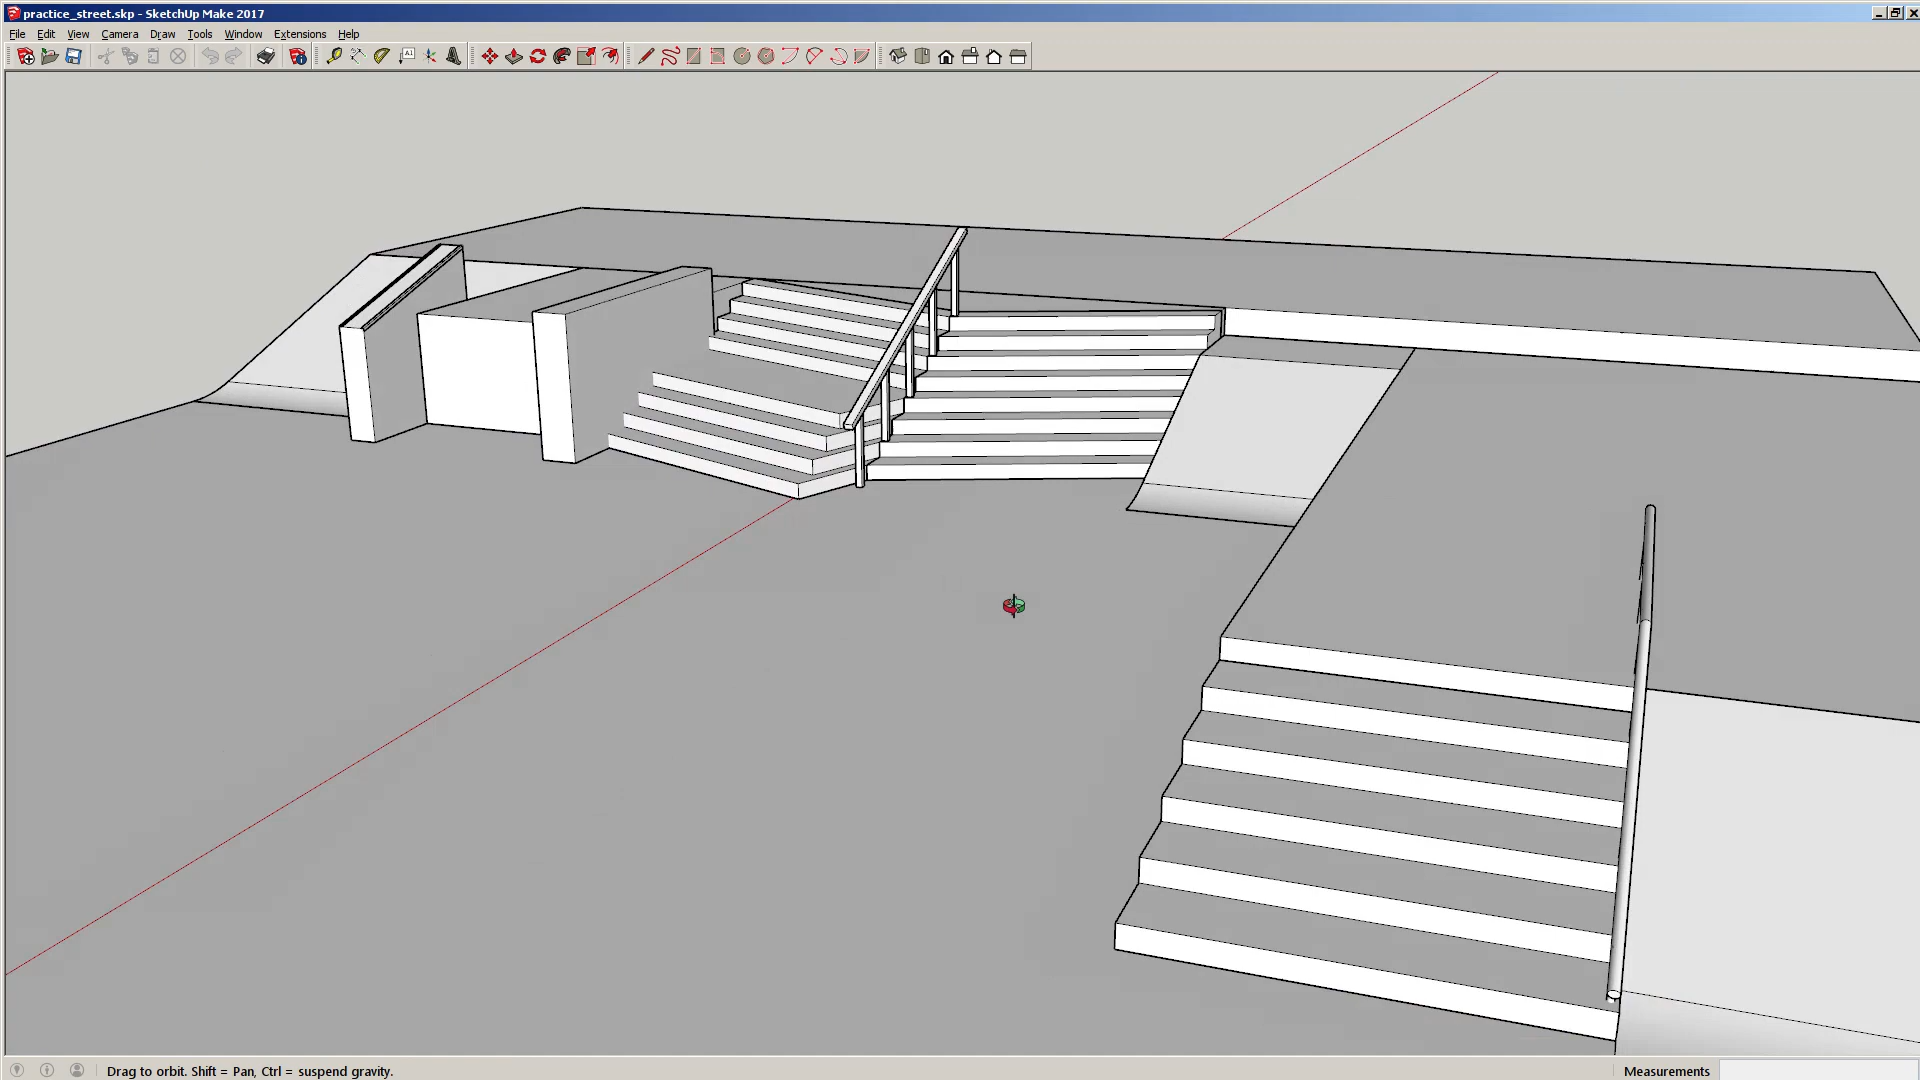 practice_street.skp - SketchUp Make 2017
File Edit View Camera Draw Tools Window Extensions Help
A1
Drag to orbit. Shift = Pan, Ctrl = suspend gravity.
Measurements